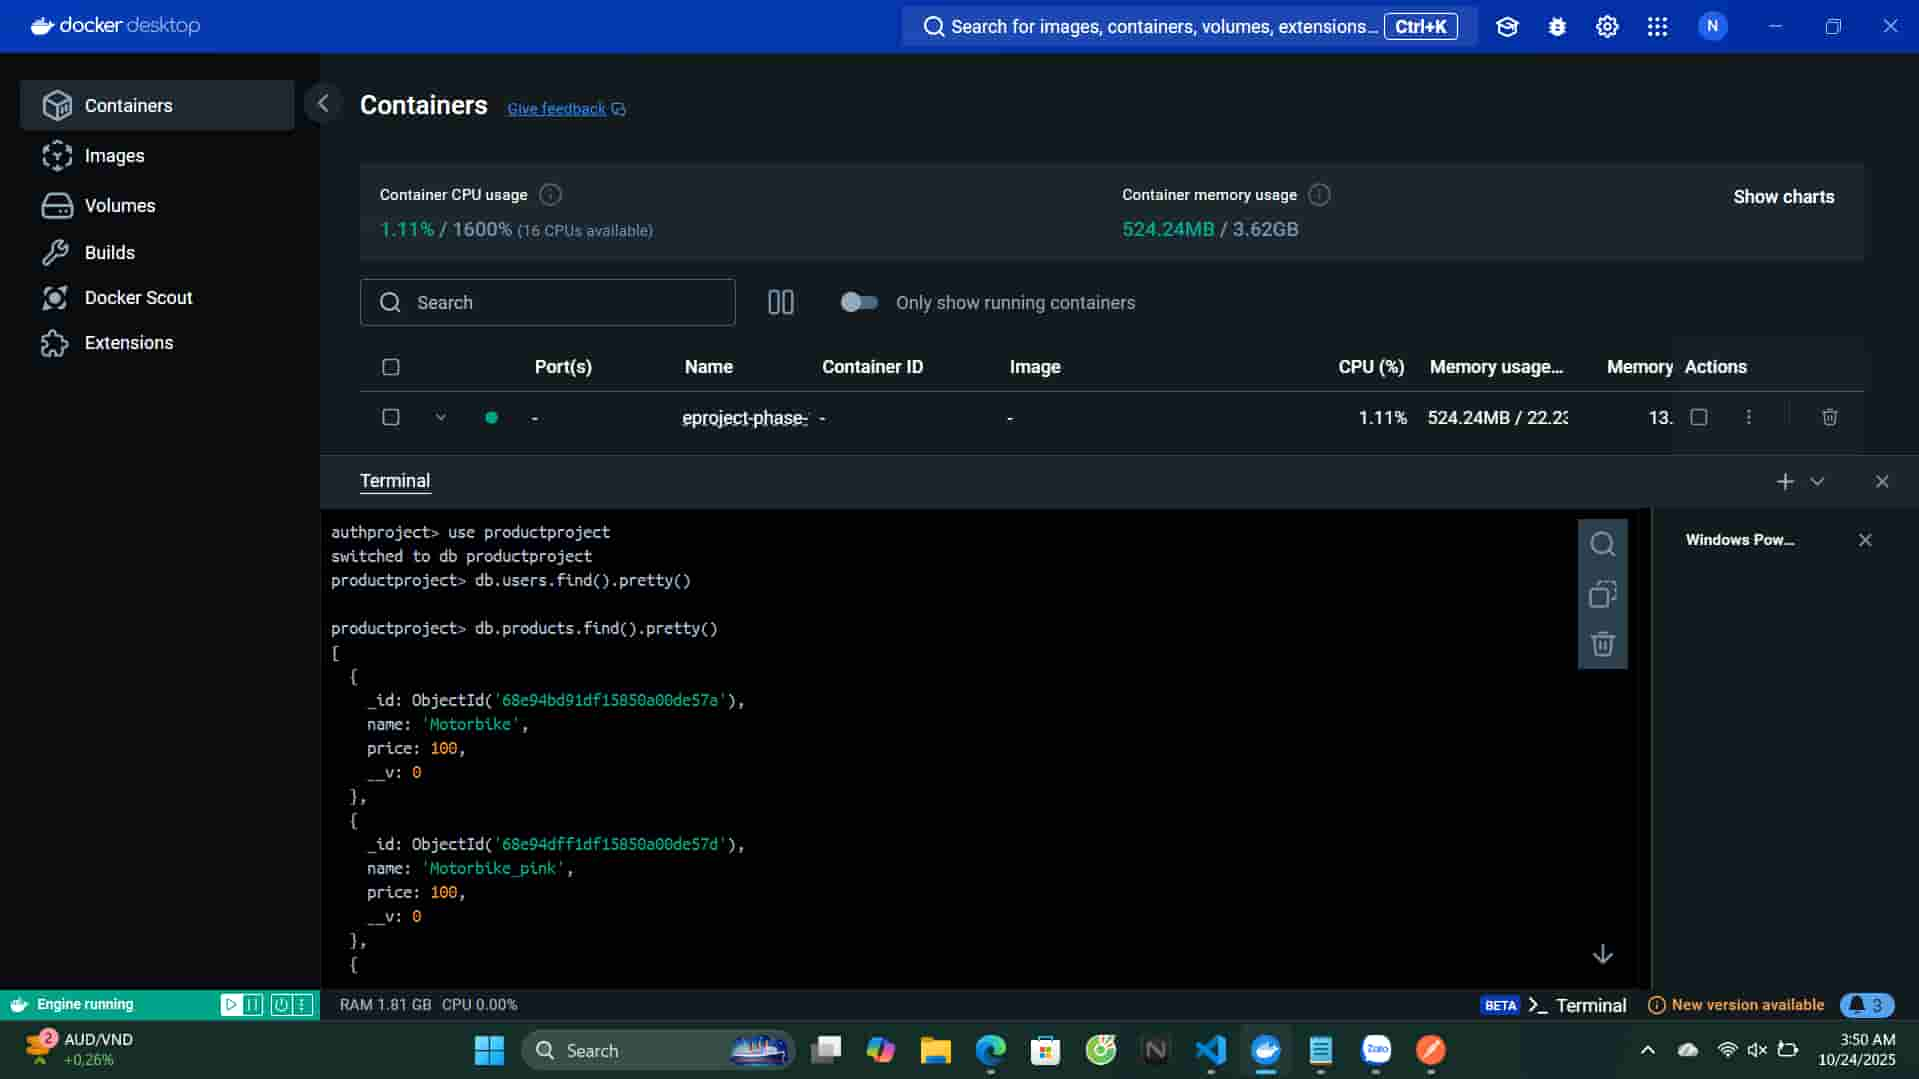 docker desktop
Search for images, containers, volumes, extensions... Ctrl+K
N
Containers
Images
Volumes
Builds
Docker Scout
Extensions
Containers Give feedback
Container CPU usage
1.11% / 1600% (16 CPUs available)
Container memory usage
524.24MB / 3.62GB
Show charts
Search
Only show running containers
Port(s) Name Container ID Image CPU (%) Memory usage... Memory Actions
- eproject-phase- - - 1.11% 524.24MB / 22.23 13.
Terminal
authproject> use productproject
switched to db productproject
productproject> db.users.find().pretty()
productproject> db.products.find().pretty()
[
{
_id: ObjectId('68e94bd91df15850a00de57a'),
name: 'Motorbike',
price: 100,
__v: 0
},
{
_id: ObjectId('68e94dff1df15850a00de57d'),
name: 'Motorbike_pink',
price: 100,
__v: 0
},
{
Windows Pow...
Engine running
RAM 1.81 GB CPU 0.00%
BETA >_ Terminal
New version available
3
2
AUD/VND
+0,26%
Search
Zalo
3:50 AM
10/24/2025